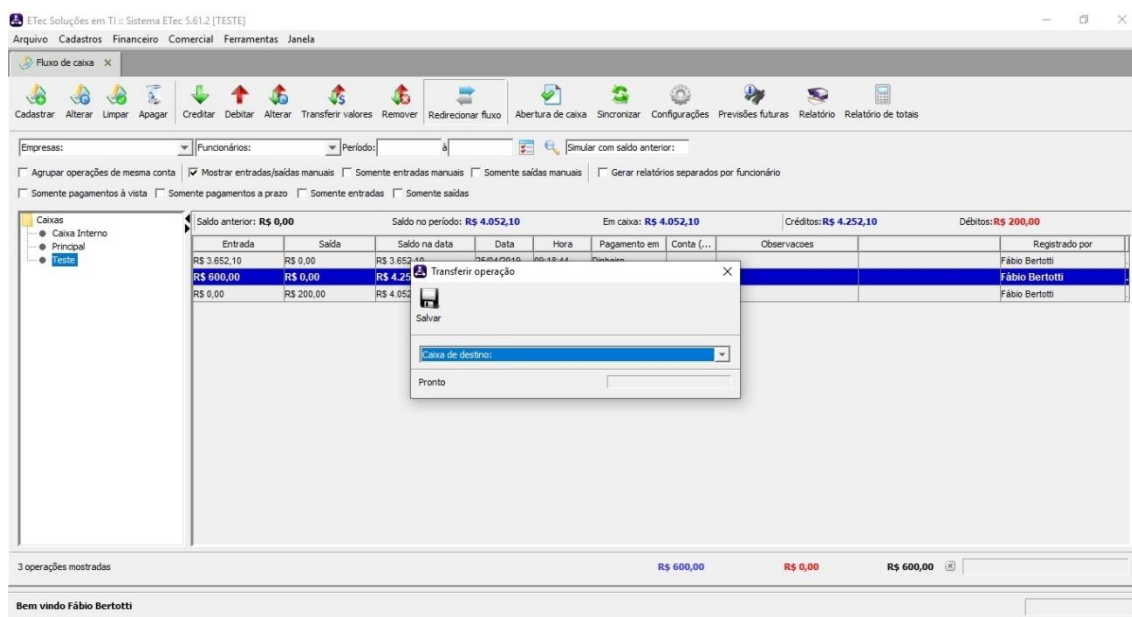 ETec Soluções em TI :: Sistema ETec 5.61.2 [TESTE]
Arquivo Cadastros Financeiro Comercial Ferramentas Janela
Fluxo de caixa
Cadastrar Alterar Limpar Apagar Creditar Debitar Alterar Transferir valores Remover Redirecionar fluxo Abertura de caixa Sincronizar Configurações Previsões futuras Relatório Relatório de totais
Empresas: Funcionários: Período: à Simular com saldo anterior:
Agrupar operações de mesma conta Mostrar entradas/saídas manuais Somente entradas manuais Somente saídas manuais Gerar relatórios separados por funcionário
Somente pagamentos à vista Somente pagamentos a prazo Somente entradas Somente saídas
Caixas
Caixa Interno
Principal
Teste
Saldo anterior: R$ 0,00 Saldo no período: R$ 4.052,10 Em caixa: R$ 4.052,10 Créditos:R$ 4.252,10 Débitos:R$ 200,00
Entrada Saída Saldo na data Data Hora Pagamento em Conta (... Observacoes Registrado por
R$ 3.652,10 R$ 0,00 R$ 3.652,10 25/04/2019 09:18:44 Dinheiro Fábio Bertotti
R$ 600,00 R$ 0,00 R$ 4.25 Fábio Bertotti
R$ 0,00 R$ 200,00 R$ 4.052 Fábio Bertotti
Transferir operação
Salvar
Caixa de destino:
Pronto
3 operações mostradas R$ 600,00 R$ 0,00 R$ 600,00
Bem vindo Fábio Bertotti